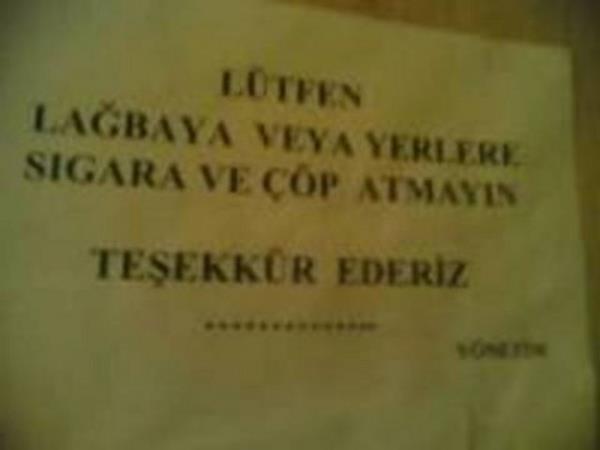 LÜTFEN
LAĞBAYA VEYA YERLERE
SIGARA VE ÇÖP ATMAYIN
TEŞEKKÜR EDERİZ
..............
YÖNETİM